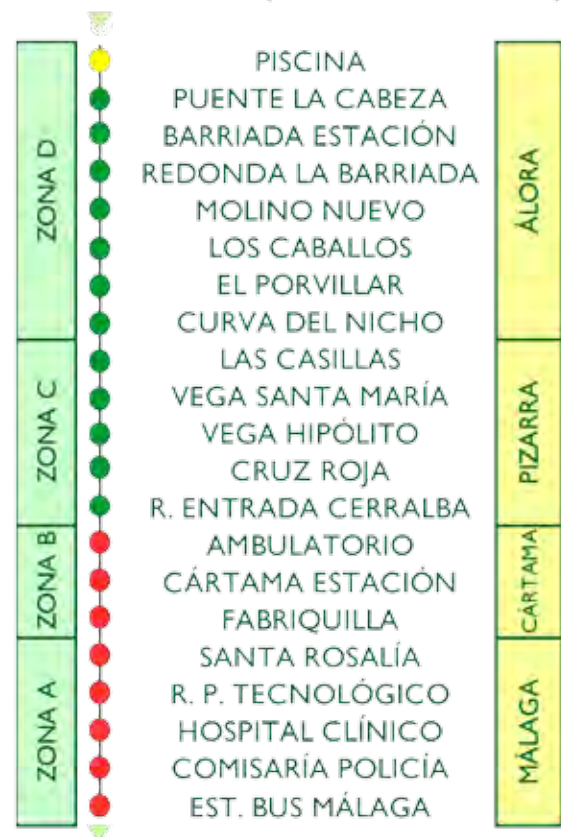 PISCINA
PUENTE LA CABEZA
BARRIADA ESTACIÓN
REDONDA LA BARRIADA
MOLINO NUEVO
LOS CABALLOS
EL PORVILLAR
CURVA DEL NICHO
LAS CASILLAS
VEGA SANTA MARÍA
VEGA HIPÓLITO
CRUZ ROJA
R. ENTRADA CERRALBA
AMBULATORIO
CÁRTAMA ESTACIÓN
FABRIQUILLA
SANTA ROSALÍA
R. P. TECNOLÓGICO
HOSPITAL CLÍNICO
COMISARÍA POLICÍA
EST. BUS MÁLAGA
ZONA D
ZONA C
ZONA B
ZONA A
ÁLORA
PIZARRA
CÁRTAMA
MÁLAGA